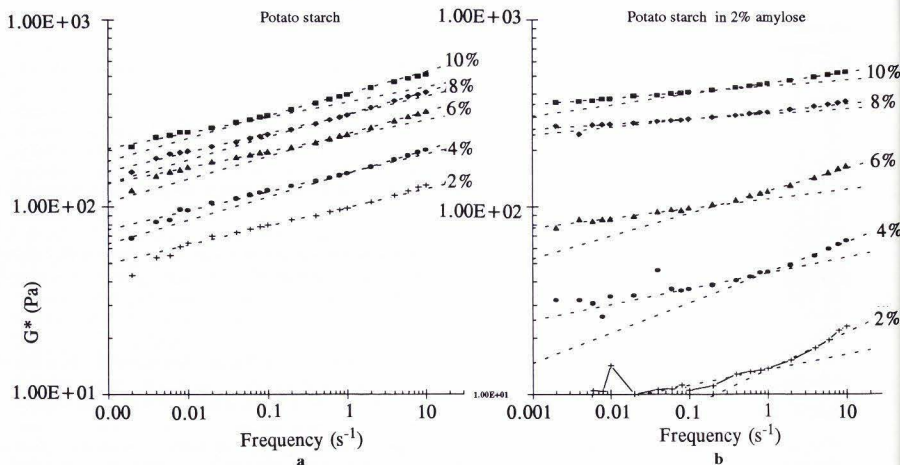 Potato starch
1.00E+03
10%
8%
6%
4%
2%
1.00E+02
G* (Pa)
1.00E+01
0.00
0.01
0.1
1
10
Frequency (s⁻¹)
a
Potato starch in 2% amylose
1.00E+03
10%
8%
6%
4%
2%
1.00E+02
1.00E+01
0.001
0.01
0.1
1
10
Frequency (s⁻¹)
b